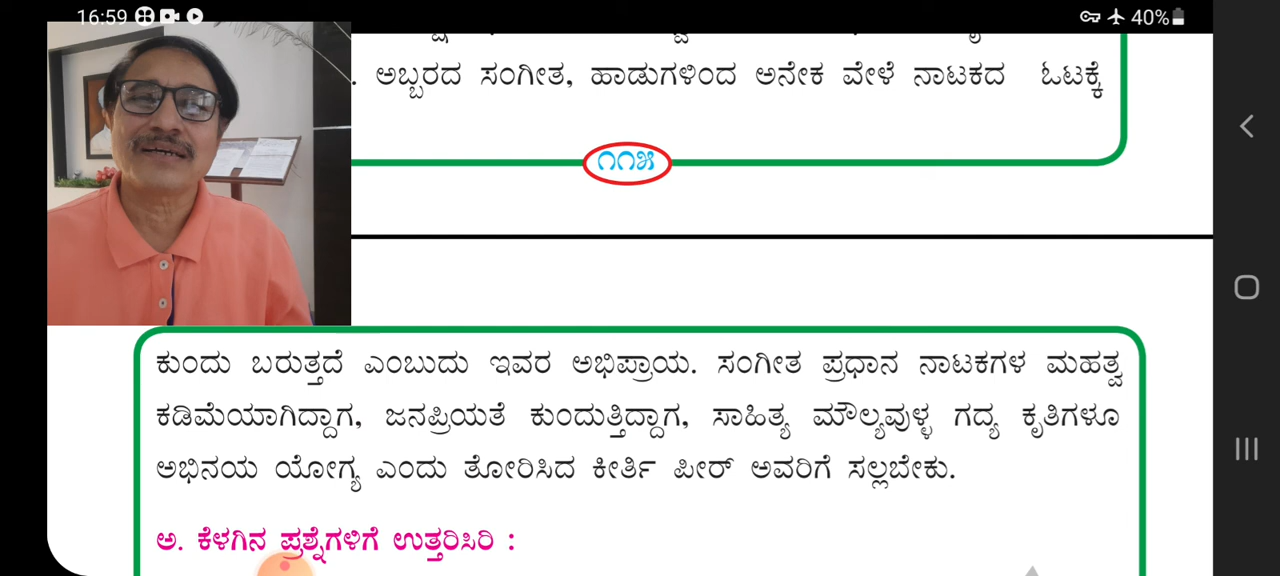 16:59 40%
. ಅಬ್ಬರದ ಸಂಗೀತ, ಹಾಡುಗಳಿಂದ ಅನೇಕ ವೇಳೆ ನಾಟಕದ ಓಟಕ್ಕೆ
೧೧೫
ಕುಂದು ಬರುತ್ತದೆ ಎಂಬುದು ಇವರ ಅಭಿಪ್ರಾಯ. ಸಂಗೀತ ಪ್ರಧಾನ ನಾಟಕಗಳ ಮಹತ್ವ
ಕಡಿಮೆಯಾಗಿದ್ದಾಗ, ಜನಪ್ರಿಯತೆ ಕುಂದುತ್ತಿದ್ದಾಗ, ಸಾಹಿತ್ಯ ಮೌಲ್ಯವುಳ್ಳ ಗದ್ಯ ಕೃತಿಗಳೂ
ಅಭಿನಯ ಯೋಗ್ಯ ಎಂದು ತೋರಿಸಿದ ಕೀರ್ತಿ ಪೀರ್ ಅವರಿಗೆ ಸಲ್ಲಬೇಕು.
ಅ. ಕೆಳಗಿನ ಪ್ರಶ್ನೆಗಳಿಗೆ ಉತ್ತರಿಸಿರಿ :